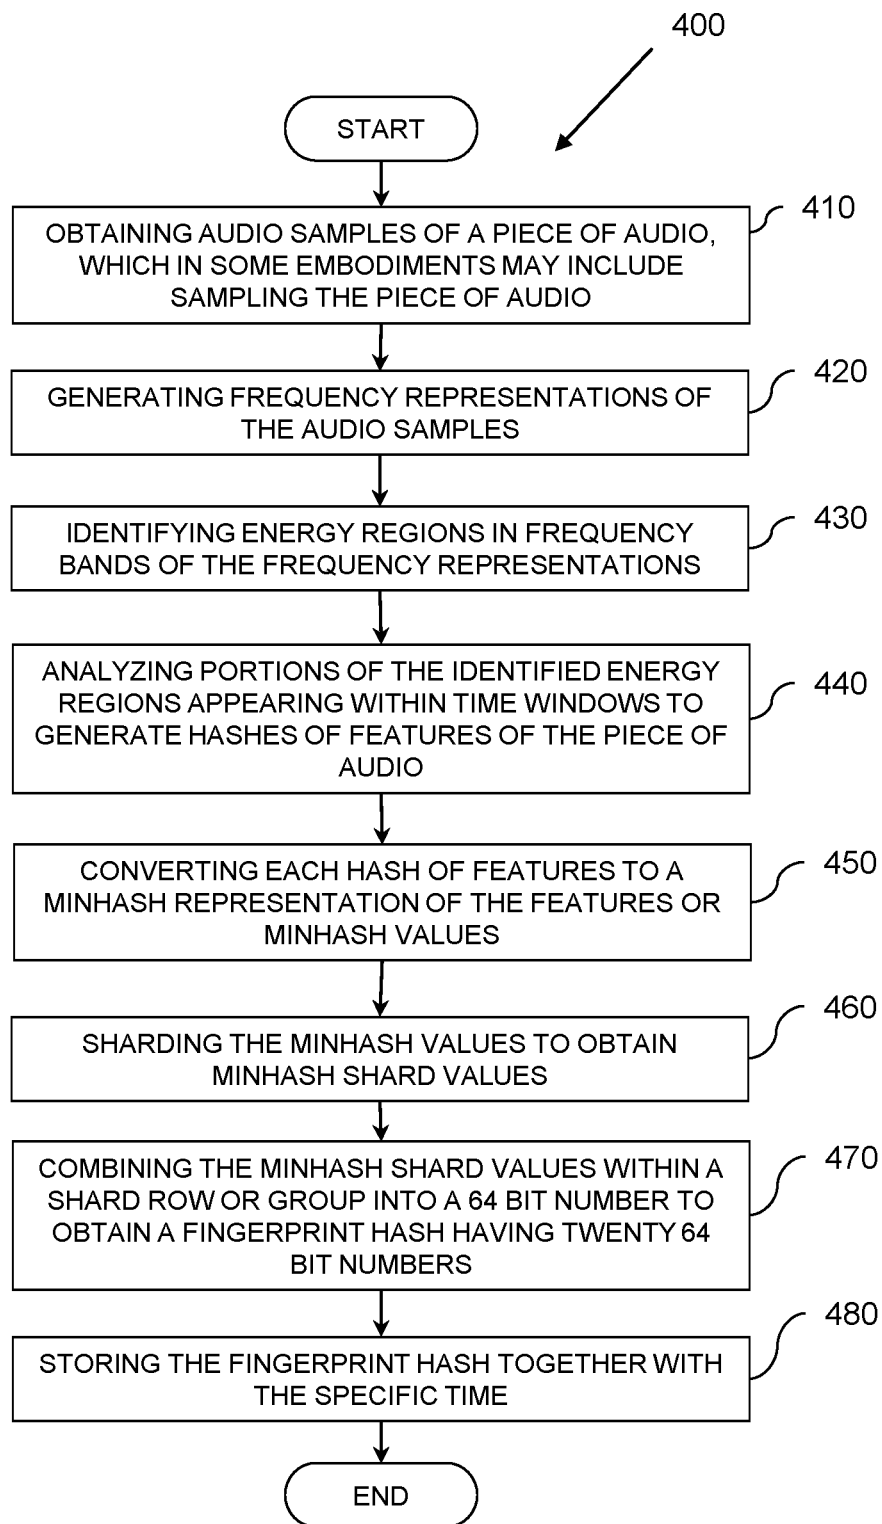 400
START
410
OBTAINING AUDIO SAMPLES OF A PIECE OF AUDIO,
WHICH IN SOME EMBODIMENTS MAY INCLUDE
SAMPLING THE PIECE OF AUDIO
420
GENERATING FREQUENCY REPRESENTATIONS OF
THE AUDIO SAMPLES
430
IDENTIFYING ENERGY REGIONS IN FREQUENCY
BANDS OF THE FREQUENCY REPRESENTATIONS
440
ANALYZING PORTIONS OF THE IDENTIFIED ENERGY
REGIONS APPEARING WITHIN TIME WINDOWS TO
GENERATE HASHES OF FEATURES OF THE PIECE OF
AUDIO
450
CONVERTING EACH HASH OF FEATURES TO A
MINHASH REPRESENTATION OF THE FEATURES OR
MINHASH VALUES
460
SHARDING THE MINHASH VALUES TO OBTAIN
MINHASH SHARD VALUES
470
COMBINING THE MINHASH SHARD VALUES WITHIN A
SHARD ROW OR GROUP INTO A 64 BIT NUMBER TO
OBTAIN A FINGERPRINT HASH HAVING TWENTY 64
BIT NUMBERS
480
STORING THE FINGERPRINT HASH TOGETHER WITH
THE SPECIFIC TIME
END